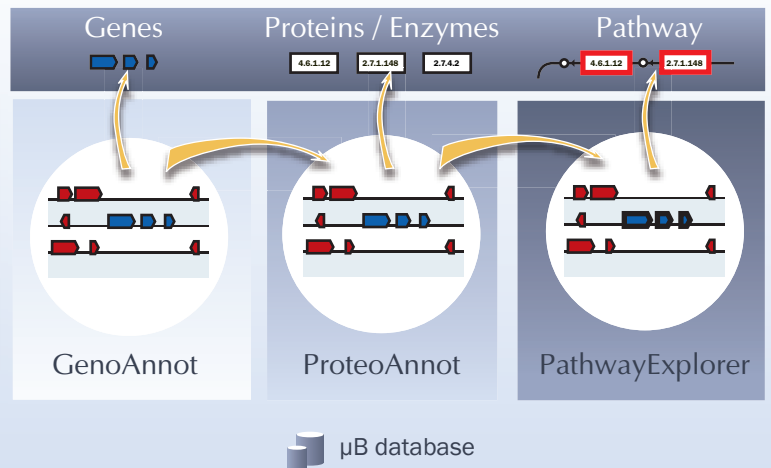 Genes Proteins / Enzymes Pathway
4.6.1.12 2.7.1.148 2.7.4.2 4.6.1.12 2.7.1.148
GenoAnnot ProteoAnnot PathwayExplorer
µB database